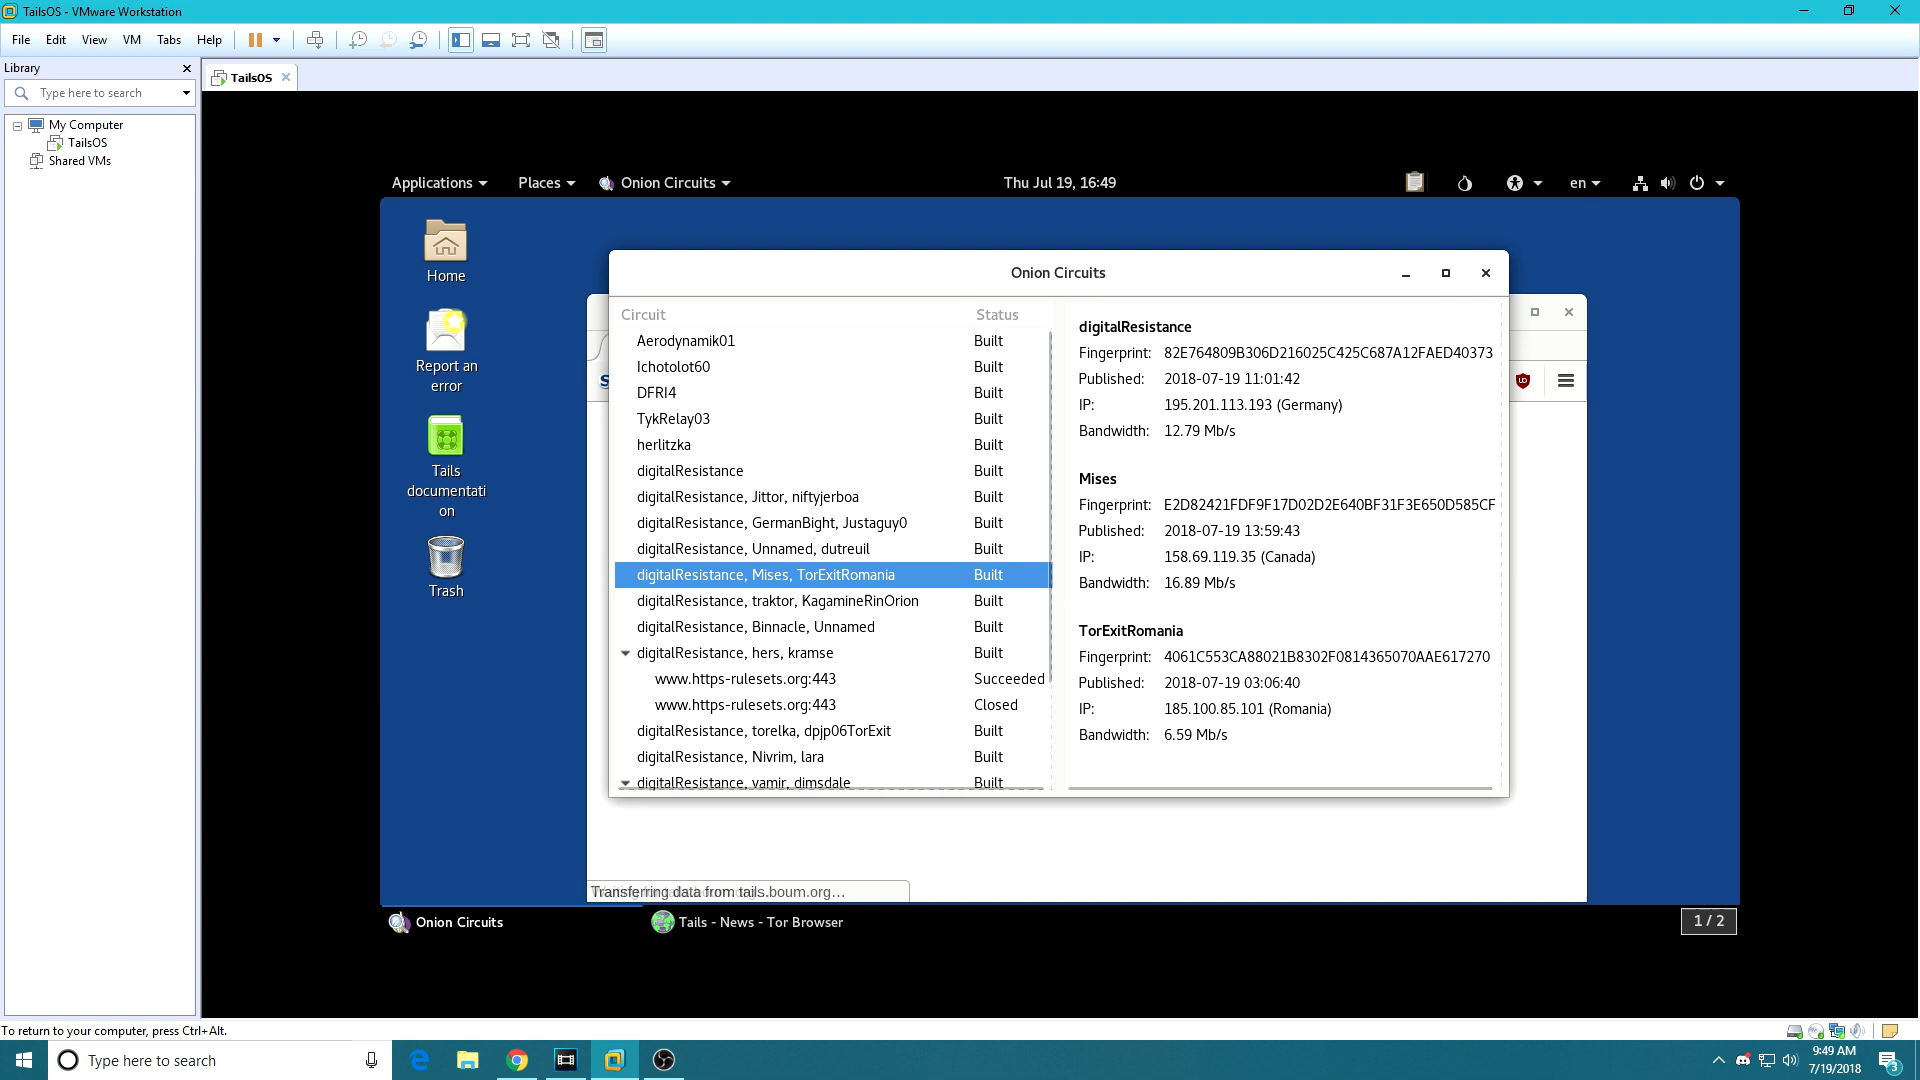 TailsOS - VMware Workstation
File Edit View VM Tabs Help
Library
TailsOS
Type here to search
My Computer
TailsOS
Shared VMs
Applications Places Onion Circuits Thu Jul 19, 16:49 en
Home
Report an
error
Tails
documentati
on
Trash
Onion Circuits
Circuit Status
Aerodynamik01 Built
Ichotolot60 Built
DFRI4 Built
TykRelay03 Built
herlitzka Built
digitalResistance Built
digitalResistance, Jittor, niftyjerboa Built
digitalResistance, GermanBight, Justaguy0 Built
digitalResistance, Unnamed, dutreuil Built
digitalResistance, Mises, TorExitRomania Built
digitalResistance, traktor, KagamineRinOrion Built
digitalResistance, Binnacle, Unnamed Built
digitalResistance, hers, kramse Built
www.https-rulesets.org:443 Succeeded
www.https-rulesets.org:443 Closed
digitalResistance, torelka, dpjp06TorExit Built
digitalResistance, Nivrim, lara Built
digitalResistance, vamir, dimsdale Built
digitalResistance
Fingerprint: 82E764809B306D216025C425C687A12FAED40373
Published: 2018-07-19 11:01:42
IP: 195.201.113.193 (Germany)
Bandwidth: 12.79 Mb/s
Mises
Fingerprint: E2D82421FDF9F17D02D2E640BF31F3E650D585CF
Published: 2018-07-19 13:59:43
IP: 158.69.119.35 (Canada)
Bandwidth: 16.89 Mb/s
TorExitRomania
Fingerprint: 4061C553CA88021B8302F0814365070AAE617270
Published: 2018-07-19 03:06:40
IP: 185.100.85.101 (Romania)
Bandwidth: 6.59 Mb/s
Transferring data from tails.boum.org...
Onion Circuits Tails - News - Tor Browser 1 / 2
To return to your computer, press Ctrl+Alt.
Type here to search
9:49 AM
7/19/2018
3